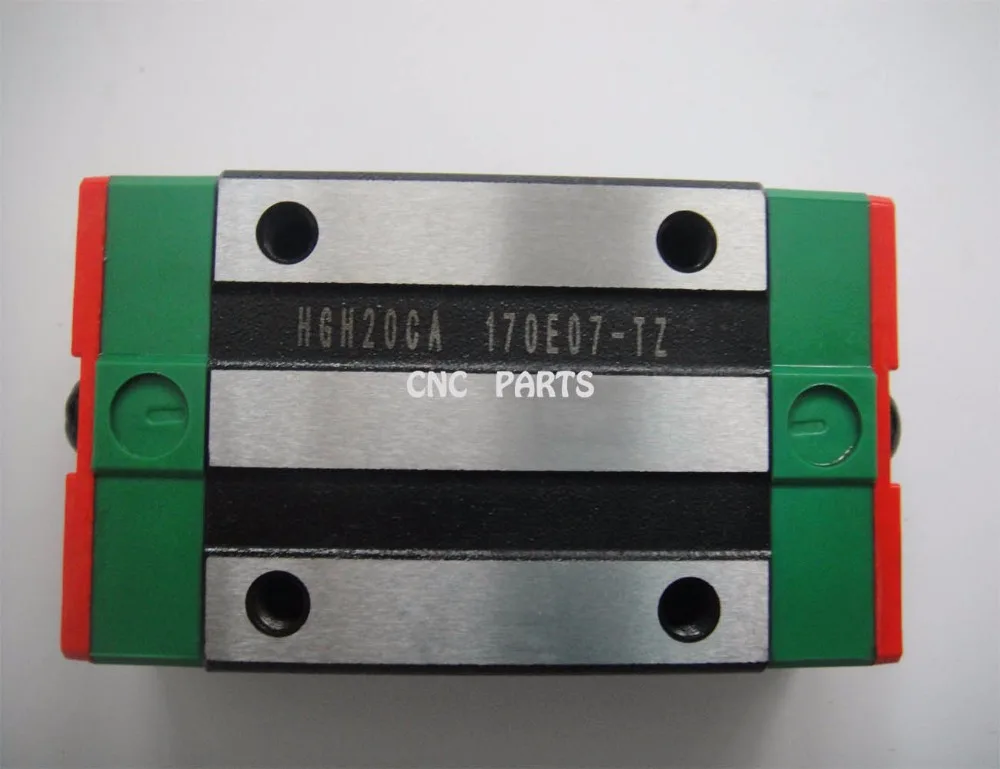 HGH20CA 170E07-TZ
CNC PARTS